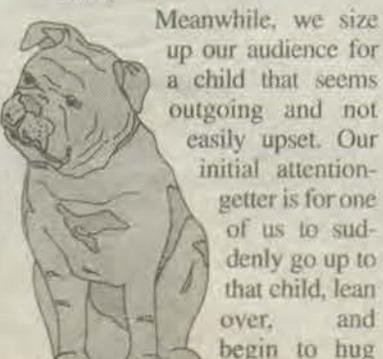 Meanwhile, we size
up our audience for
a child that seems
outgoing and not
easily upset. Our
initial attention-
getter is for one
of us to sud-
denly go up to
that child, lean
over, and
begin to hug